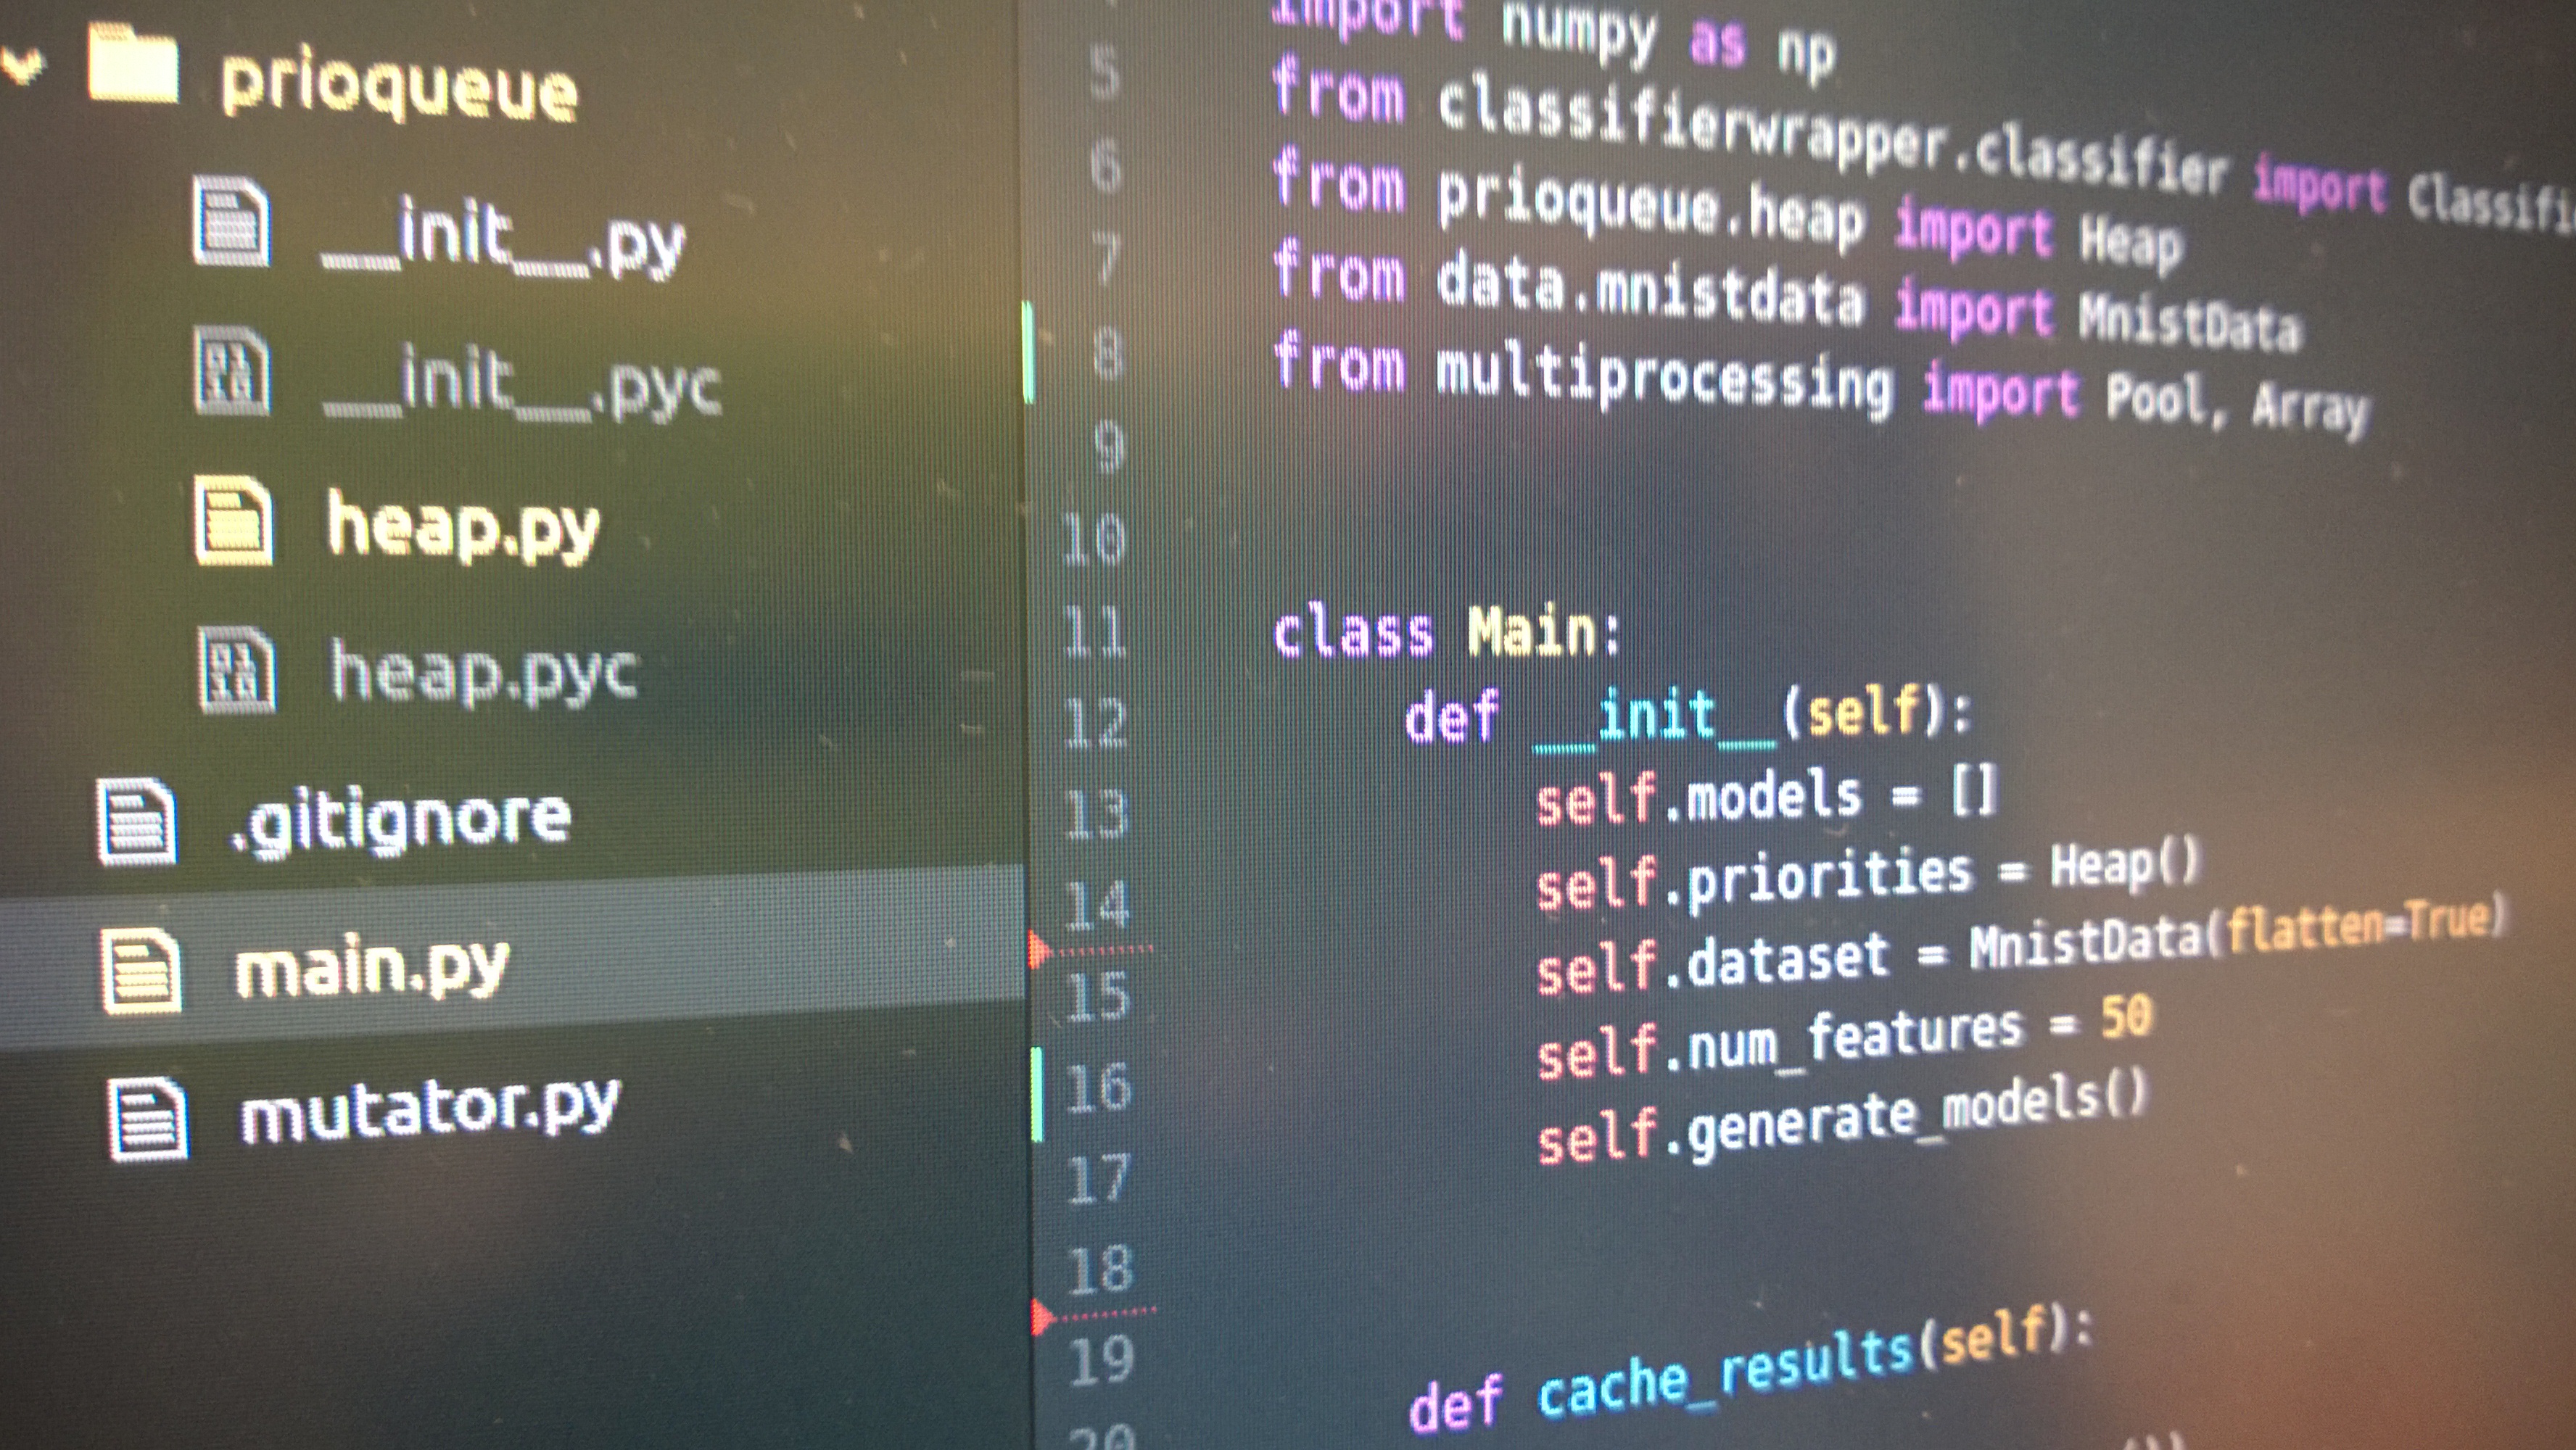 prioqueue
__init__.py
__init__.pyc
heap.py
heap.pyc
.gitignore
main.py
mutator.py
import numpy as np
5 from classifierwrapper.classifier import
6 from prioqueue.heap import Heap
7 from data.mnistdata import MnistData
8 from multiprocessing import Pool, Array
9
10
11 class Main:
12 def __init__(self):
13 self.models = []
14 self.priorities = Heap()
15 self.dataset = MnistData(flatten=True)
16 self.num_features = 50
17 self.generate_models()
18
19
20 def cache_results(self):